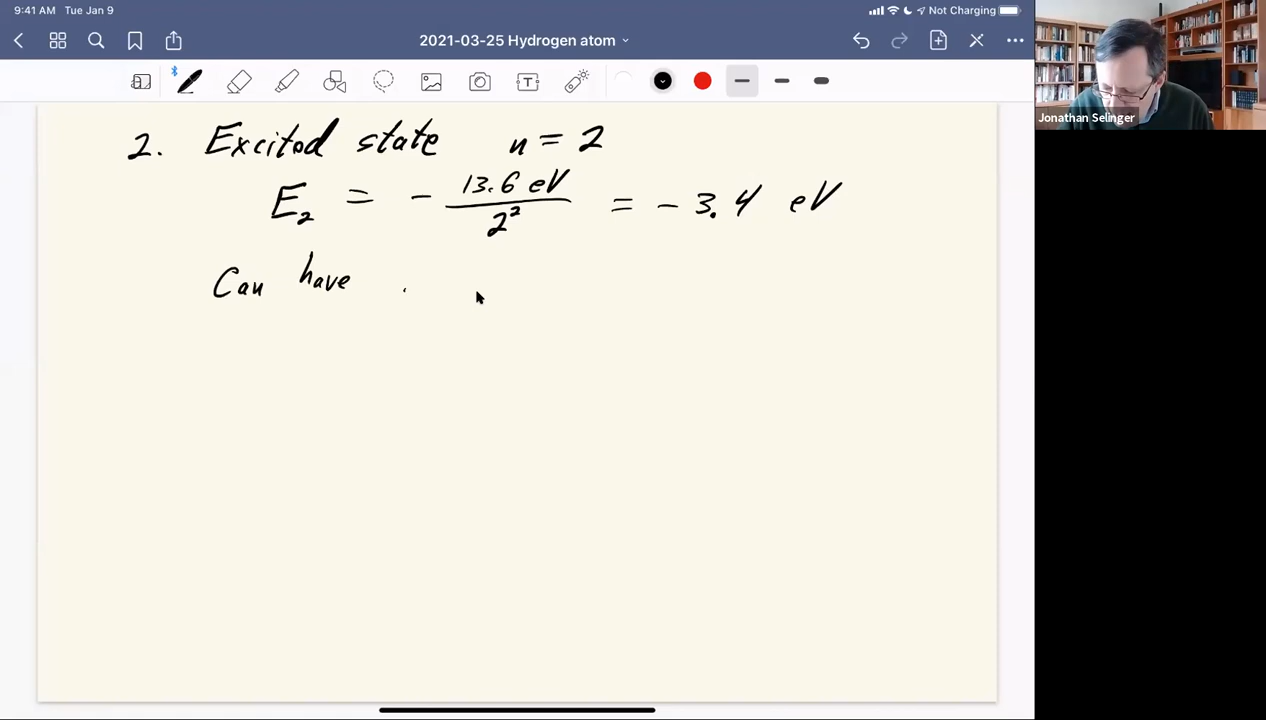 9:41 AM Tue Jan 9
Not Charging
2021-03-25 Hydrogen atom
T
Jonathan Selinger
2. Excited state n = 2
E₂ = - 13.6 eV / 2² = - 3.4 eV
Can have .